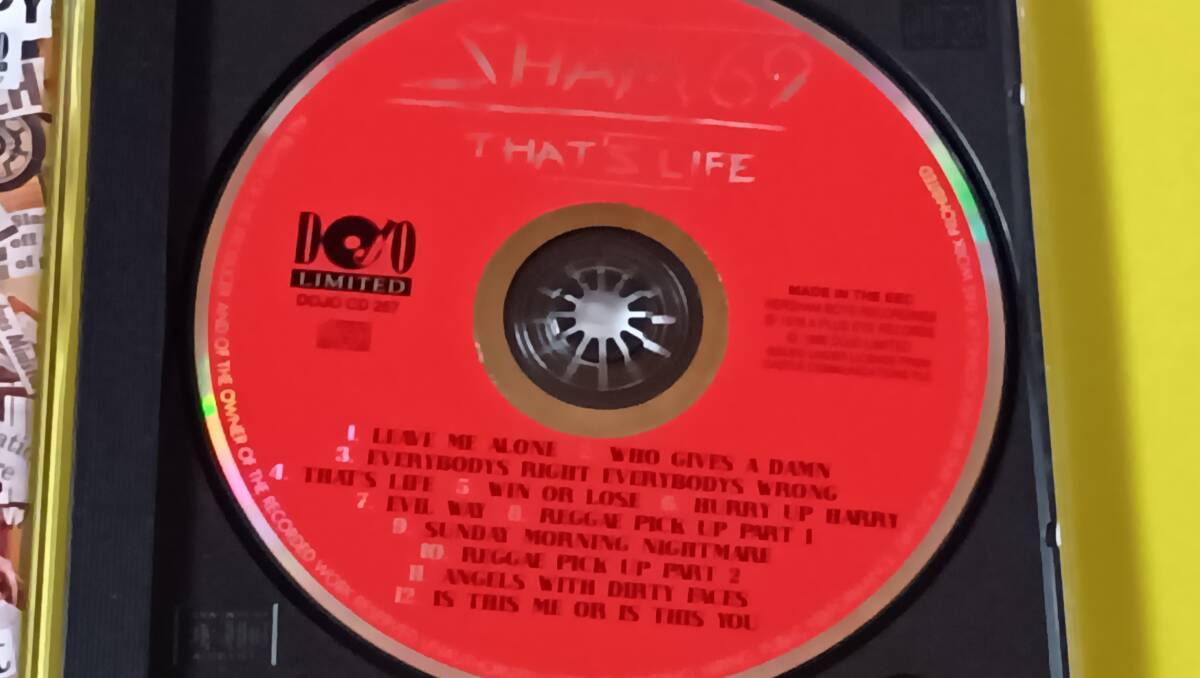 SHAM 69
THAT'S LIFE
DOJO
LIMITED
DOJO CD 257
MADE IN THE EEC
1. LEAVE ME ALONE WHO GIVES A DAMN
3. EVERYBODYS RIGHT EVERYBODYS WRONG
4. THAT'S LIFE 5 WIN OR LOSE 6 HURRY UP HARRY
7. EVIL WAY 8 REGGAE PICK UP PART 1
9 SUNDAY MORNING NIGHTMARE
10 REGGAE PICK UP PART 2
11 ANGELS WITH DIRTY FACES
12 IS THIS ME OR IS THIS YOU
AND OF THE OWNER OF THE RECORDED WORK
PROHIBITED